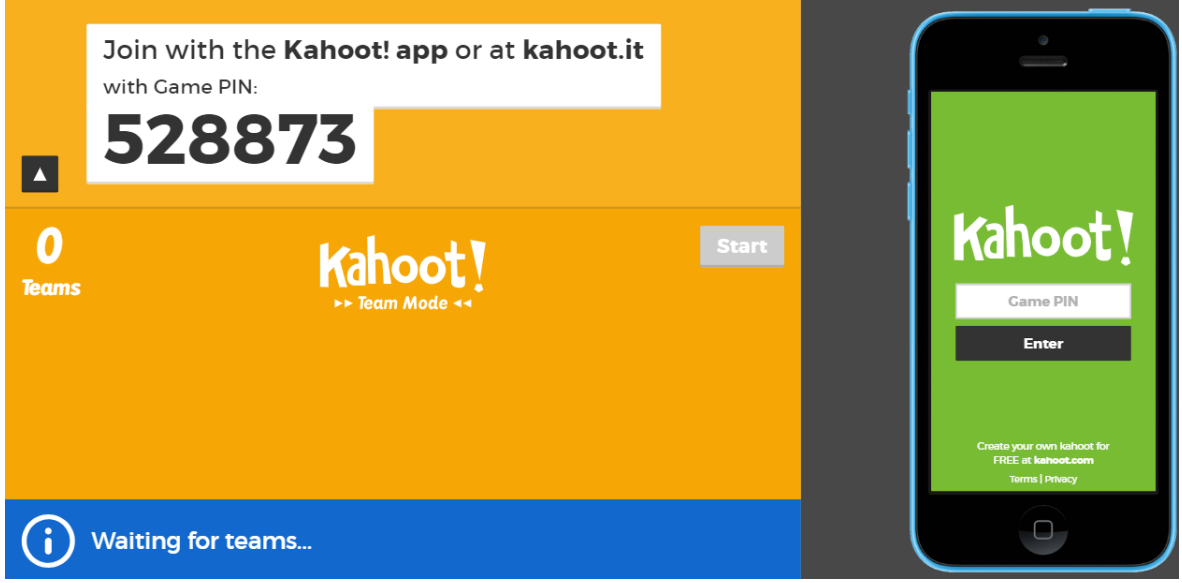 Join with the Kahoot! app or at kahoot.it
with Game PIN:
528873
0
Teams
Kahoot!
Team Mode
Start
Waiting for teams...
Kahoot!
Game PIN
Enter
Create your own kahoot for
FREE at kahoot.com
Terms | Privacy